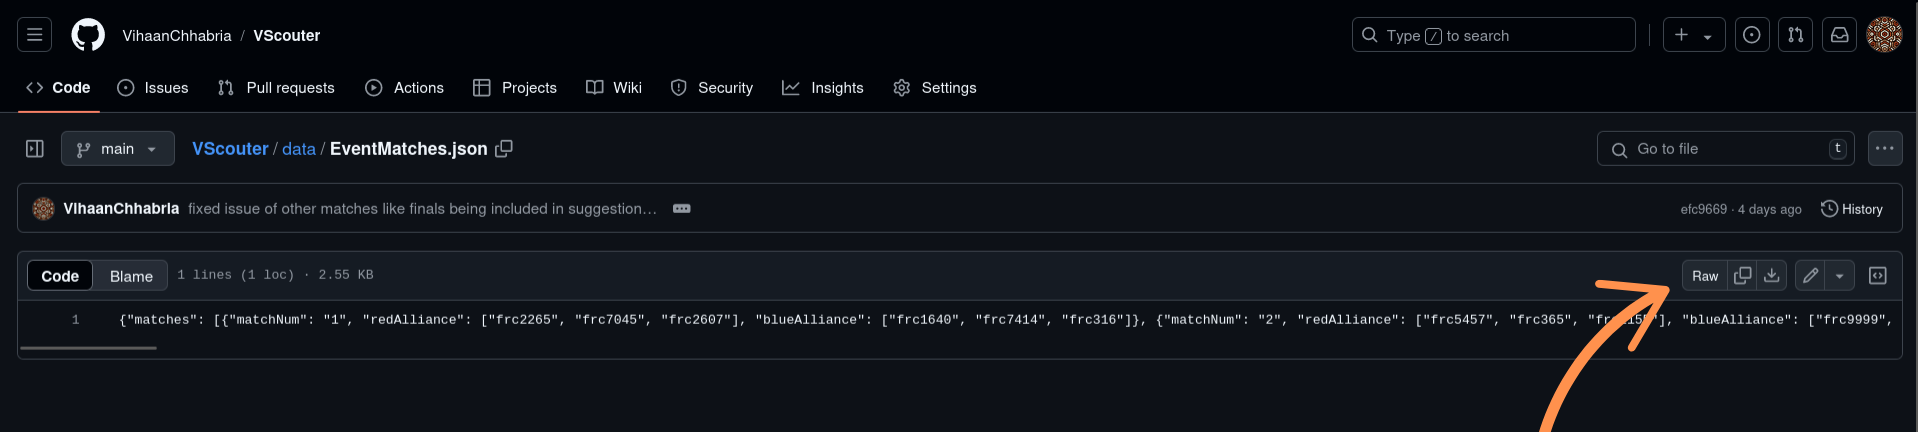 VihaanChhabria / VScouter
Type / to search
Code Issues Pull requests Actions Projects Wiki Security Insights Settings
main
VScouter / data / EventMatches.json
Go to file t
VihaanChhabria fixed issue of other matches like finals being included in suggestion…
efc9669 · 4 days ago History
Code Blame 1 lines (1 loc) · 2.55 KB
Raw
1 {"matches": [{"matchNum": "1", "redAlliance": ["frc2265", "frc7045", "frc2607"], "blueAlliance": ["frc1640", "frc7414", "frc316"]}, {"matchNum": "2", "redAlliance": ["frc5457", "frc365", "blueAlliance": ["frc9999",